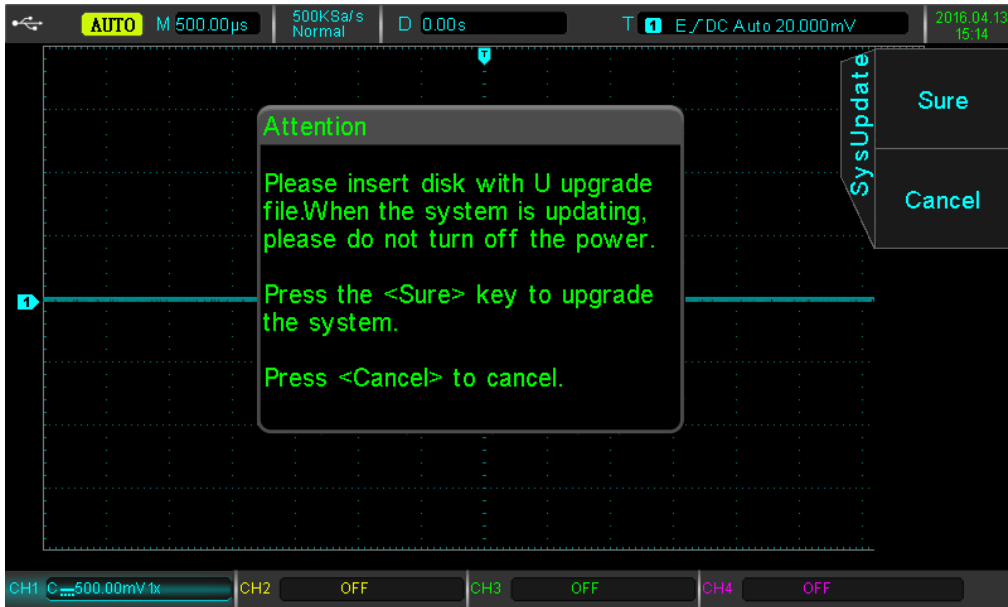 AUTO M 500.00µs 500KSa/s Normal D 0.00s T 1 E DC Auto 20.000mV 2016.04.13 15:14
T
SysUpdate
Sure
Cancel
Attention
Please insert disk with U upgrade
file.When the system is updating,
please do not turn off the power.
Press the <Sure> key to upgrade
the system.
Press <Cancel> to cancel.
1
CH1 C 500.00mV 1x CH2 OFF CH3 OFF CH4 OFF